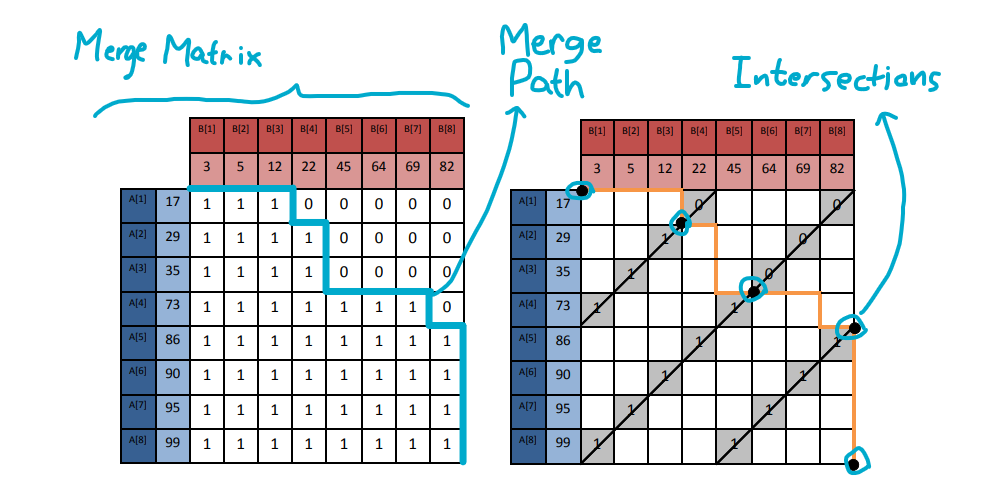 Merge Matrix
Merge
Path
Intersections
B[1] B[2] B[3] B[4] B[5] B[6] B[7] B[8]
3 5 12 22 45 64 69 82
A[1] 17 1 1 1 0 0 0 0 0
A[2] 29 1 1 1 1 0 0 0 0
A[3] 35 1 1 1 1 0 0 0 0
A[4] 73 1 1 1 1 1 1 1 0
A[5] 86 1 1 1 1 1 1 1 1
A[6] 90 1 1 1 1 1 1 1 1
A[7] 95 1 1 1 1 1 1 1 1
A[8] 99 1 1 1 1 1 1 1 1
B[1] B[2] B[3] B[4] B[5] B[6] B[7] B[8]
3 5 12 22 45 64 69 82
A[1] 17 0 0
A[2] 29 1 0
A[3] 35 1 0
A[4] 73 1 1
A[5] 86 1 1
A[6] 90 1 1
A[7] 95 1 1
A[8] 99 1 1